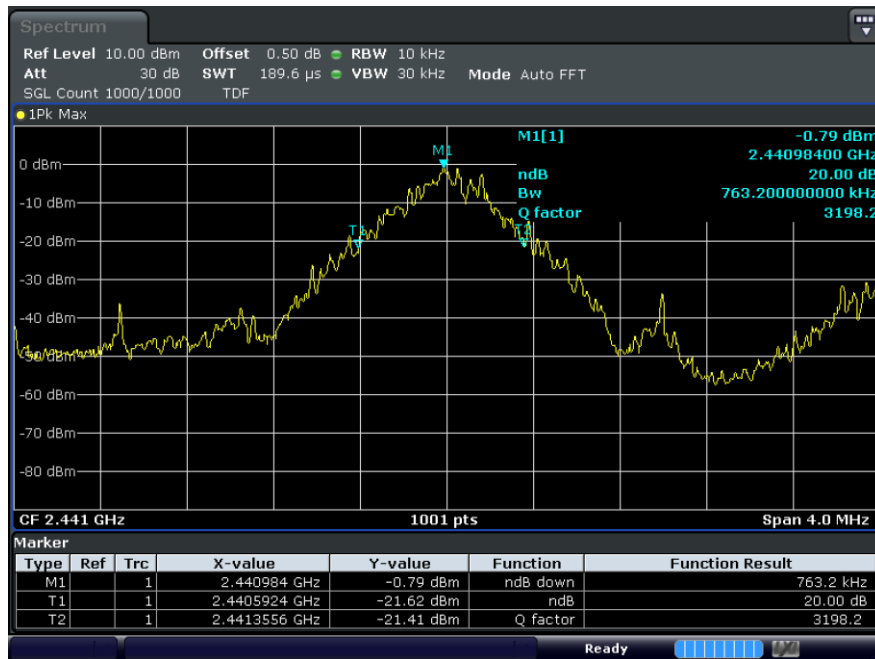 Spectrum
Ref Level 10.00 dBm Offset 0.50 dB RBW 10 kHz
Att 30 dB SWT 189.6 µs VBW 30 kHz Mode Auto FFT
SGL Count 1000/1000 TDF
1Pk Max
M1[1] -0.79 dBm
2.44098400 GHz
ndB 20.00 dB
Bw 763.200000000 kHz
Q factor 3198.2
M1
T1
T2
0 dBm
-10 dBm
-20 dBm
-30 dBm
-40 dBm
-50 dBm
-60 dBm
-70 dBm
-80 dBm
CF 2.441 GHz 1001 pts Span 4.0 MHz
Marker
Type Ref Trc X-value Y-value Function Function Result
M1 1 2.440984 GHz -0.79 dBm ndB down 763.2 kHz
T1 1 2.4405924 GHz -21.62 dBm ndB 20.00 dB
T2 1 2.4413556 GHz -21.41 dBm Q factor 3198.2
Ready